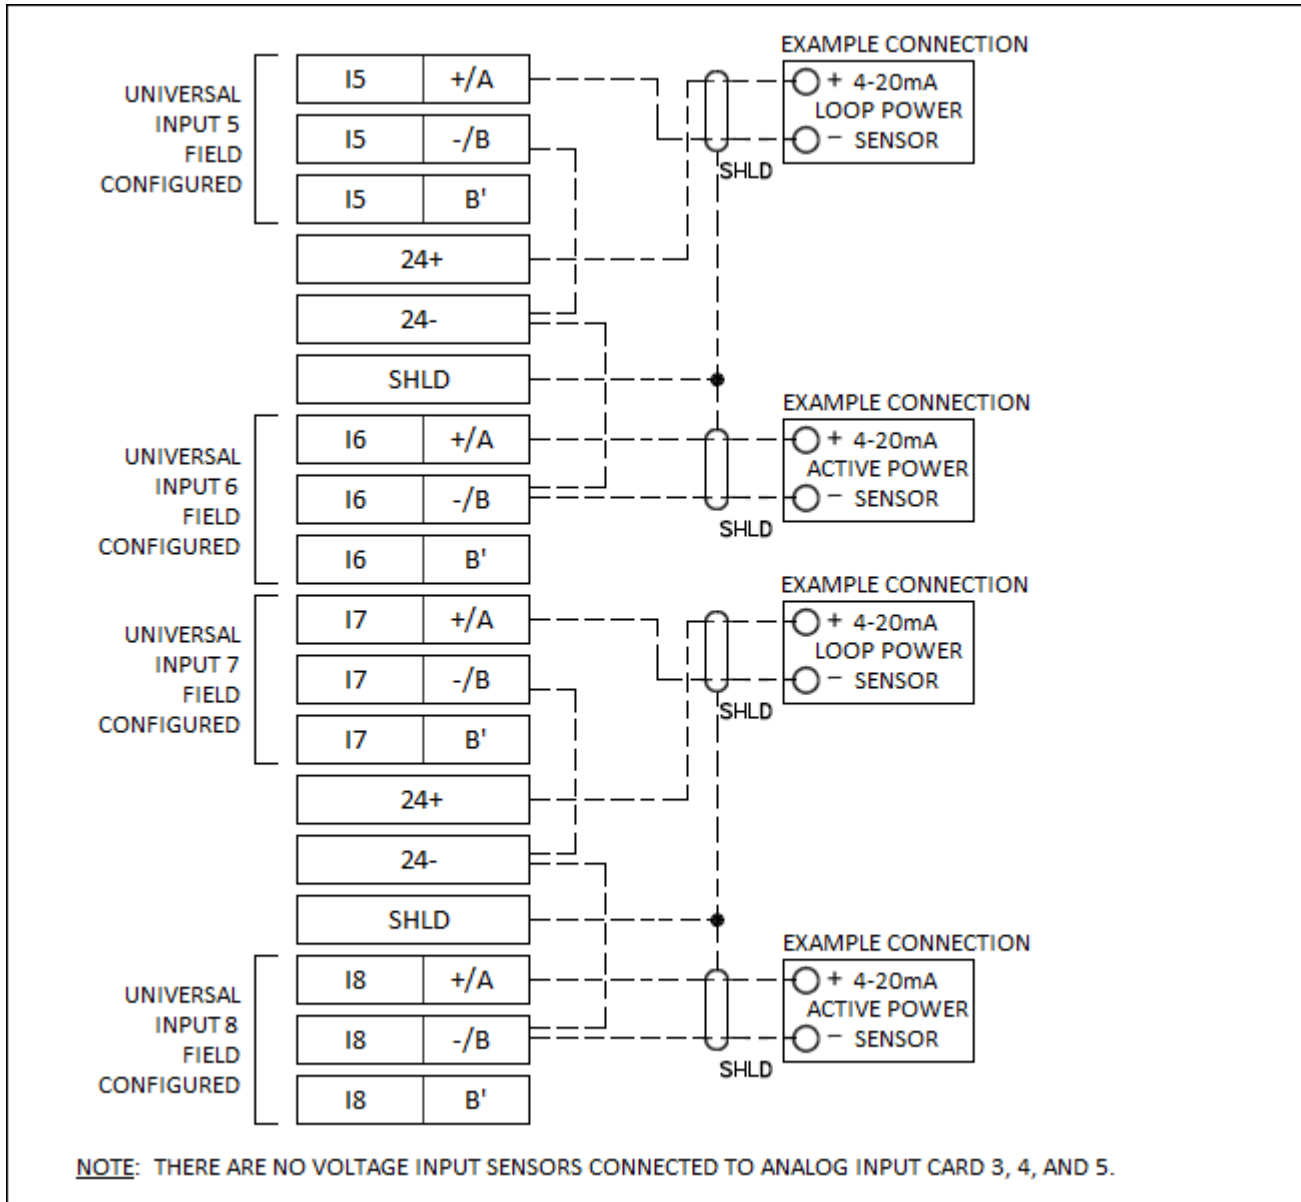 EXAMPLE CONNECTION
UNIVERSAL
INPUT 5
FIELD
CONFIGURED
I5 +/A
I5 -/B
I5 B'
+ 4-20mA
LOOP POWER
− SENSOR
SHLD
24+
24-
SHLD
EXAMPLE CONNECTION
UNIVERSAL
INPUT 6
FIELD
CONFIGURED
I6 +/A
I6 -/B
I6 B'
+ 4-20mA
ACTIVE POWER
− SENSOR
SHLD
EXAMPLE CONNECTION
UNIVERSAL
INPUT 7
FIELD
CONFIGURED
I7 +/A
I7 -/B
I7 B'
+ 4-20mA
LOOP POWER
− SENSOR
SHLD
24+
24-
SHLD
EXAMPLE CONNECTION
UNIVERSAL
INPUT 8
FIELD
CONFIGURED
I8 +/A
I8 -/B
I8 B'
+ 4-20mA
ACTIVE POWER
− SENSOR
SHLD
NOTE: THERE ARE NO VOLTAGE INPUT SENSORS CONNECTED TO ANALOG INPUT CARD 3, 4, AND 5.